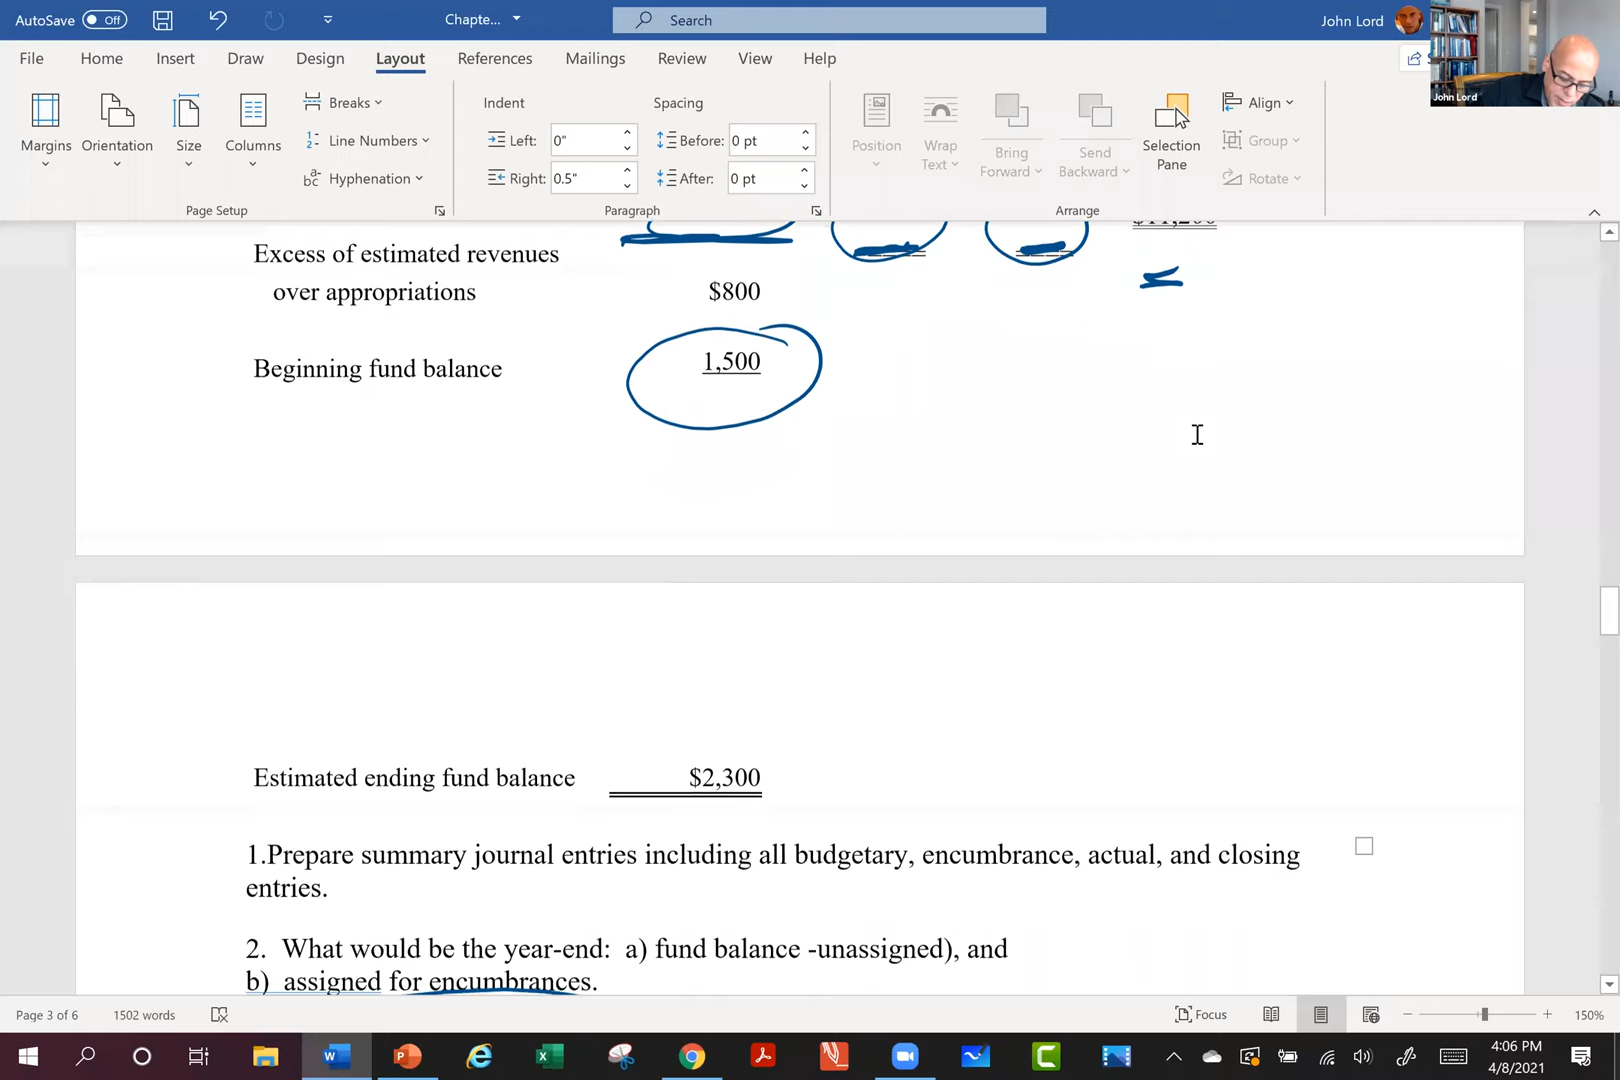 AutoSave Off Chapte... Search John Lord
File Home Insert Draw Design Layout References Mailings Review View Help
John Lord
Margins Orientation Size Columns Breaks Indent Spacing Position Wrap Text Bring Forward Send Backward Selection Pane Align
Line Numbers Left: 0" Before: 0 pt Group
Hyphenation Right: 0.5" After: 0 pt Rotate
Page Setup Paragraph Arrange
Excess of estimated revenues
over appropriations $800
Beginning fund balance 1,500
Estimated ending fund balance $2,300
1.Prepare summary journal entries including all budgetary, encumbrance, actual, and closing
entries.
2. What would be the year-end: a) fund balance -unassigned), and
b) assigned for encumbrances.
Page 3 of 6 1502 words Focus 150%
4:06 PM
4/8/2021